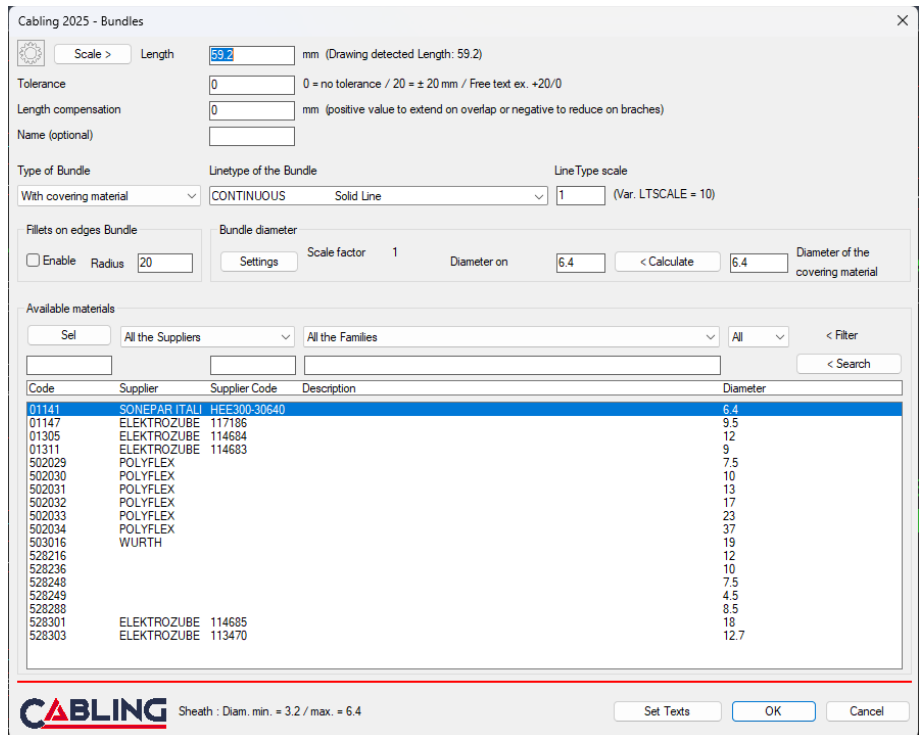 Cabling 2025 - Bundles
Scale > Length 59.2 mm (Drawing detected Length: 59.2)
Tolerance 0 0 = no tolerance / 20 = ± 20 mm / Free text ex. +20/0
Length compensation 0 mm (positive value to extend on overlap or negative to reduce on braches)
Name (optional)
Type of Bundle Linetype of the Bundle LineType scale
With covering material CONTINUOUS Solid Line 1 (Var. LTSCALE = 10)
Fillets on edges Bundle Bundle diameter
Enable Radius 20 Settings Scale factor 1 Diameter on 6.4 < Calculate 6.4 Diameter of the
covering material
Available materials
Sel All the Suppliers All the Families All < Filter
< Search
Code Supplier Supplier Code Description Diameter
01141 SONEPAR ITALI HEE300-30640 6.4
01147 ELEKTROZUBE 117186 9.5
01305 ELEKTROZUBE 114684 12
01311 ELEKTROZUBE 114683 9
502029 POLYFLEX 7.5
502030 POLYFLEX 10
502031 POLYFLEX 13
502032 POLYFLEX 17
502033 POLYFLEX 23
502034 POLYFLEX 37
503016 WURTH 19
528216 12
528236 10
528248 7.5
528249 4.5
528288 8.5
528301 ELEKTROZUBE 114685 18
528303 ELEKTROZUBE 113470 12.7
CABLING Sheath : Diam. min. = 3.2 / max. = 6.4 Set Texts OK Cancel